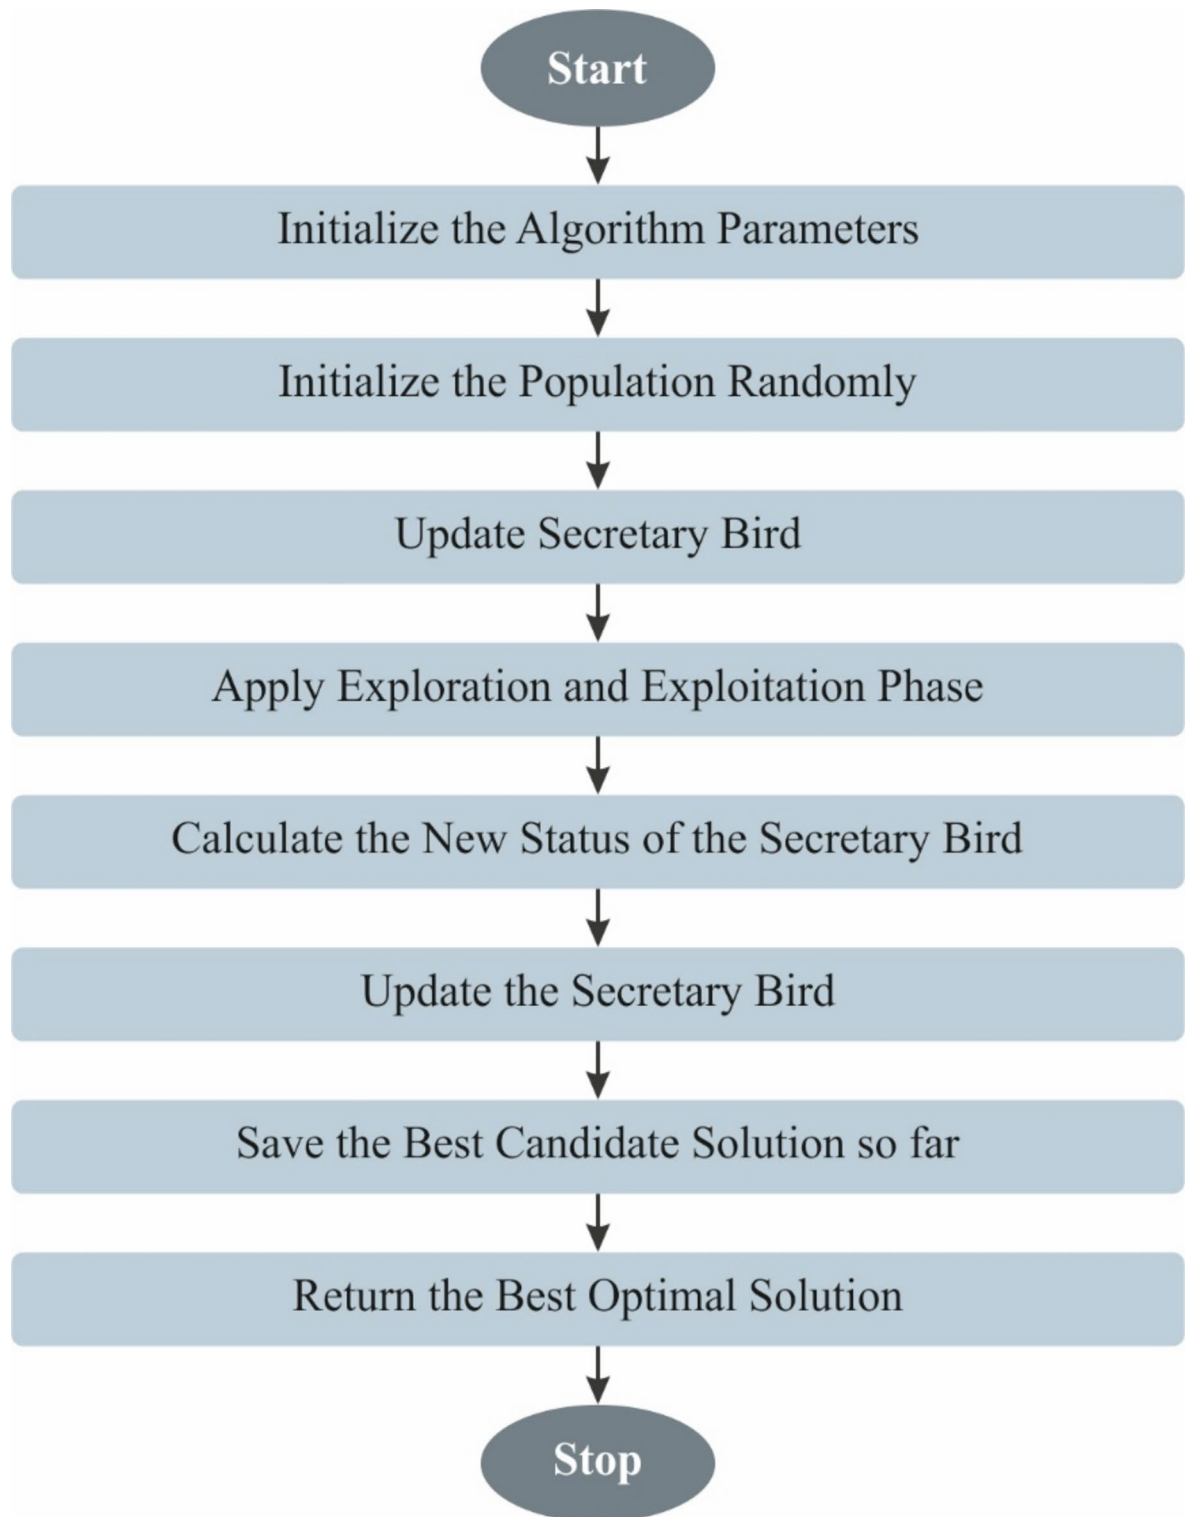 Start
Initialize the Algorithm Parameters
Initialize the Population Randomly
Update Secretary Bird
Apply Exploration and Exploitation Phase
Calculate the New Status of the Secretary Bird
Update the Secretary Bird
Save the Best Candidate Solution so far
Return the Best Optimal Solution
Stop